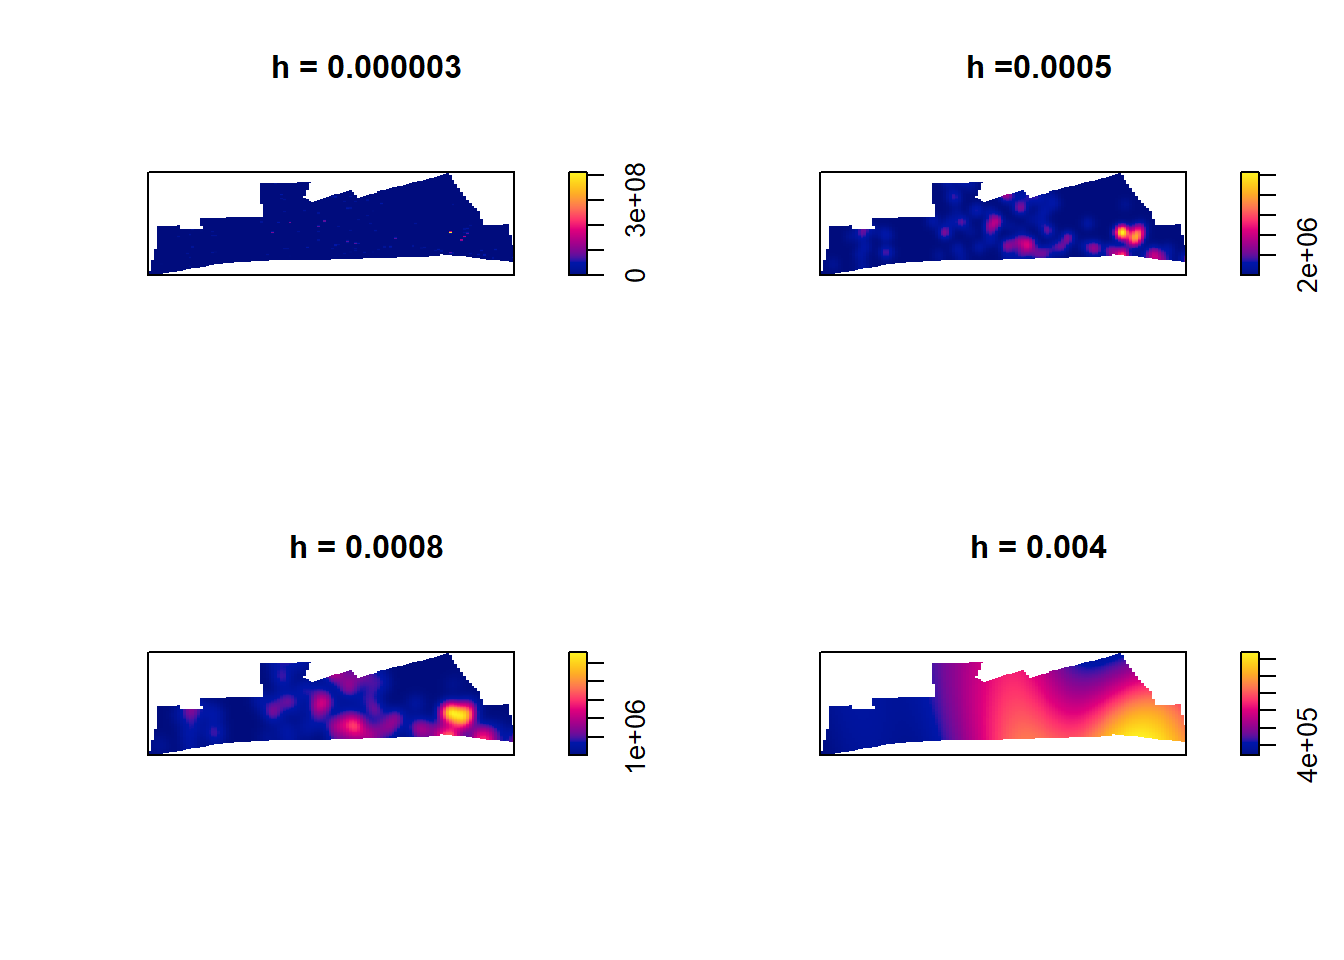 h = 0.000003
h =0.0005
3e+08
0
2e+06
h = 0.0008
h = 0.004
1e+06
4e+05